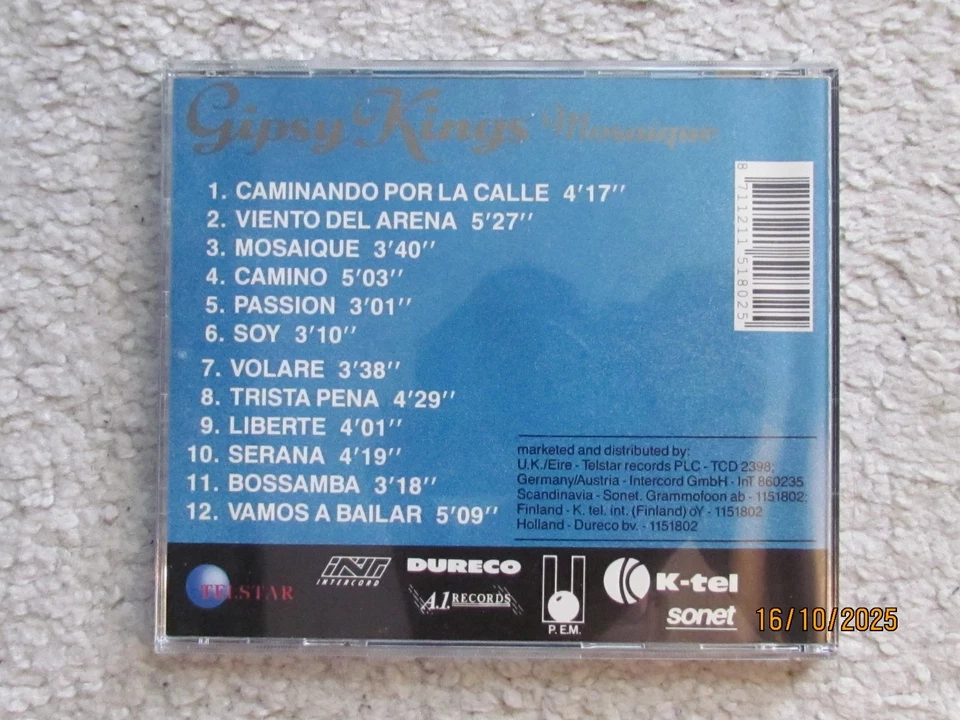 Gipsy Kings Mosaique
1. CAMINANDO POR LA CALLE 4'17''
2. VIENTO DEL ARENA 5'27''
3. MOSAIQUE 3'40''
4. CAMINO 5'03''
5. PASSION 3'01''
6. SOY 3'10''
7. VOLARE 3'38''
8. TRISTA PENA 4'29''
9. LIBERTE 4'01''
10. SERANA 4'19''
11. BOSSAMBA 3'18''
12. VAMOS A BAILAR 5'09''
8 711211 518025
marketed and distributed by:
U.K./Eire - Telstar records PLC - TCD 2398;
Germany/Austria - Intercord GmbH - InT 860235
Scandinavia - Sonet. Grammofoon ab - 1151802;
Finland - K. tel. int. (Finland) oY - 1151802
Holland - Dureco bv. - 1151802
TELSTAR
INT
INTERCORD
DURECO
A.1. RECORDS
P.E.M.
K-tel
sonet
16/10/2025